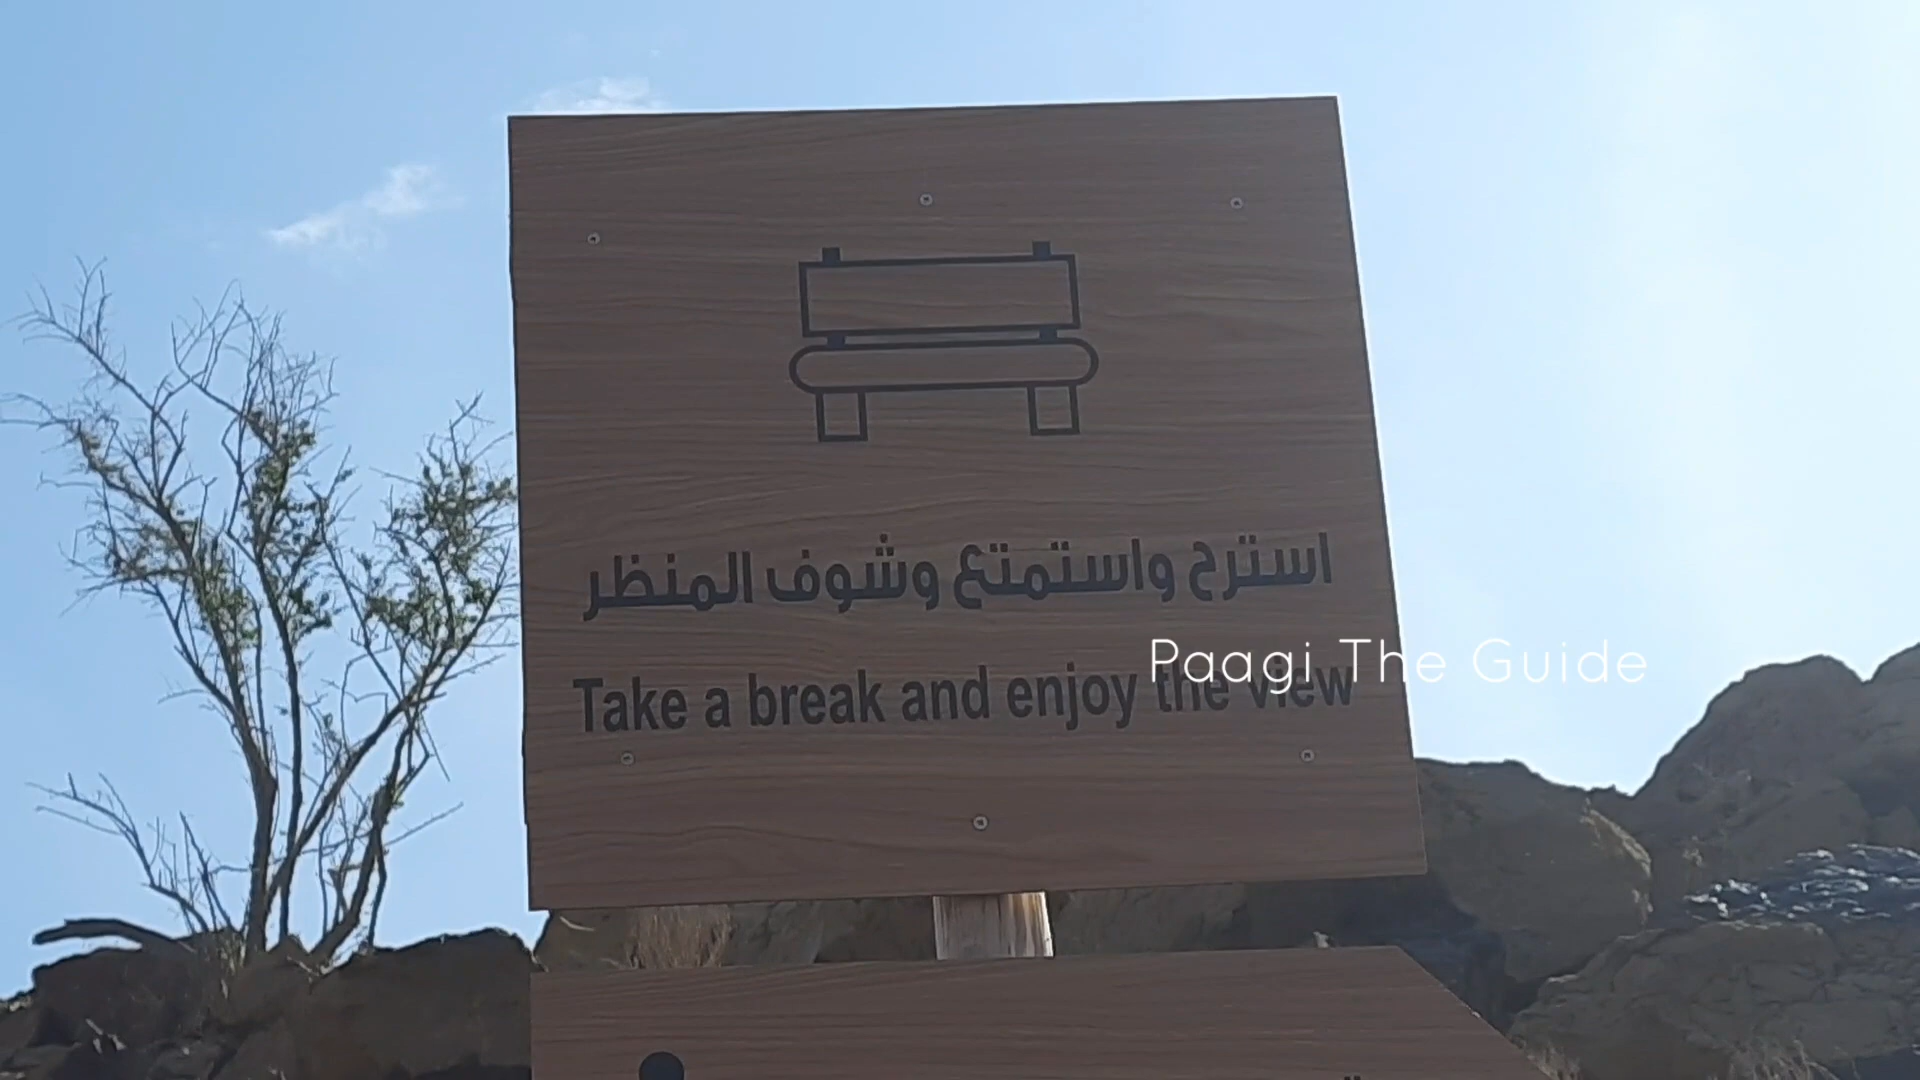 استرح واستمتع وشوف المنظر
Take a break and enjoy the view
Paagi The Guide